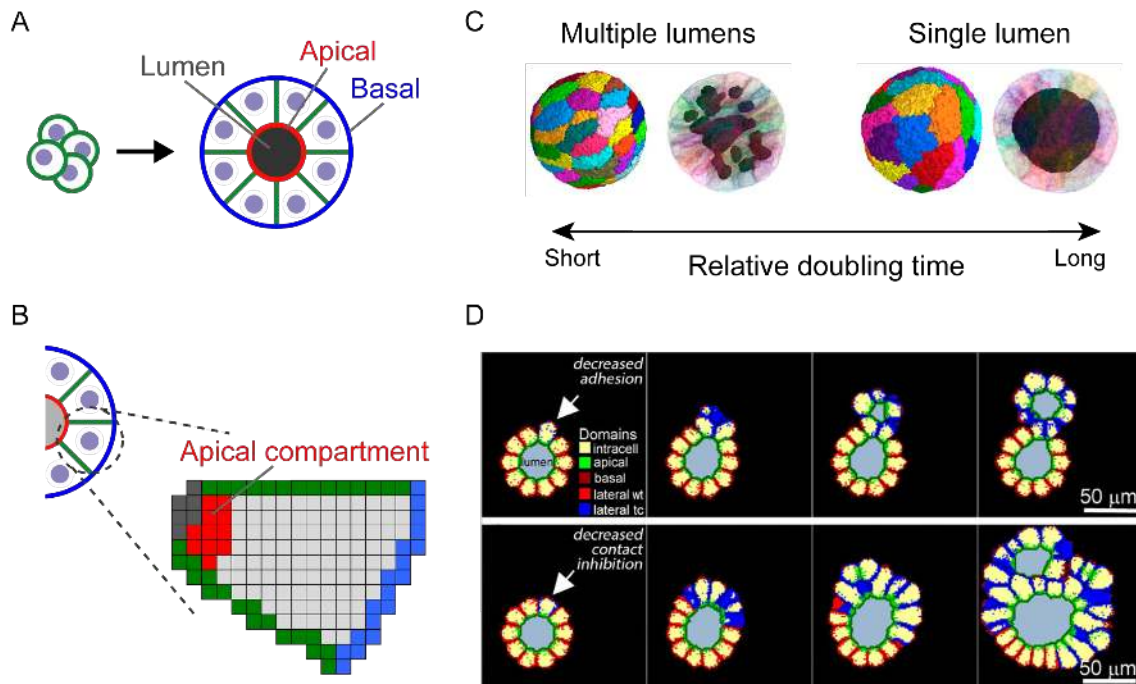 A
Lumen
Apical
Basal
B
Apical compartment
C
Multiple lumens
Single lumen
Short
Relative doubling time
Long
D
decreased
adhesion
lumen
Domains
intracell
apical
basal
lateral wt
lateral tc
50 μm
decreased
contact
inhibition
50 μm